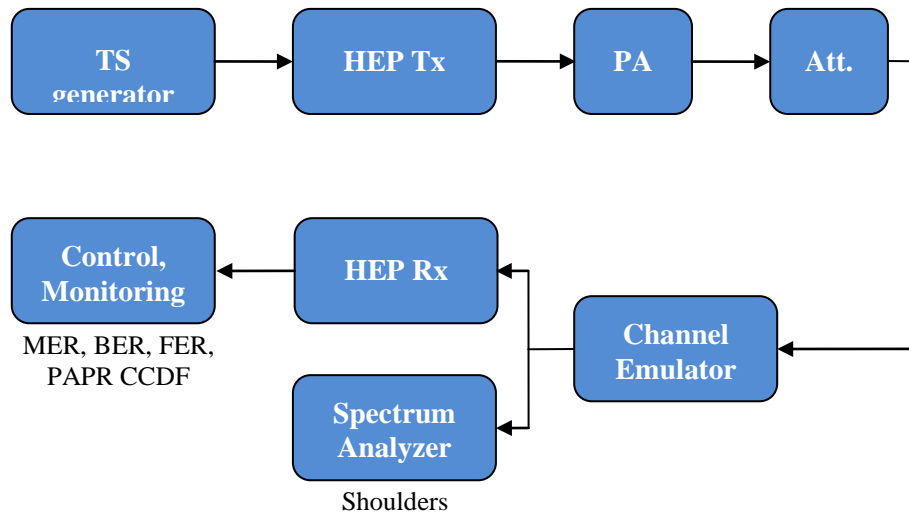 TS
generator
HEP Tx
PA
Att.
Control,
Monitoring
MER, BER, FER,
PAPR CCDF
HEP Rx
Channel
Emulator
Spectrum
Analyzer
Shoulders